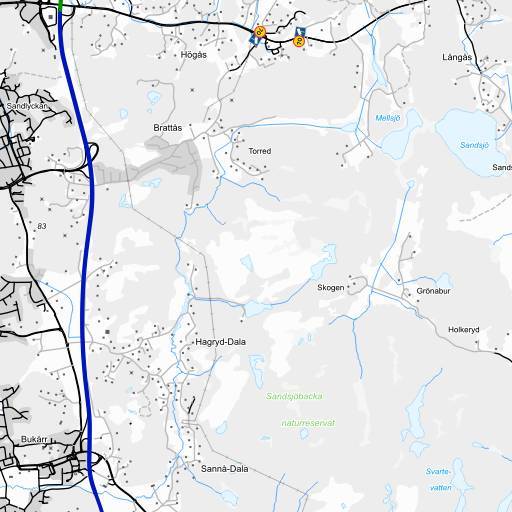 Högås
Långås
Sandlyckan
Brattås
Mellsjö
Torred
Sandsjö
Sands
83
Skogen
Grönabur
Holkeryd
Hagryd-Dala
Sandsjöbacka
naturreservat
Bukärr
Sanna-Dala
Svarte-
vatten